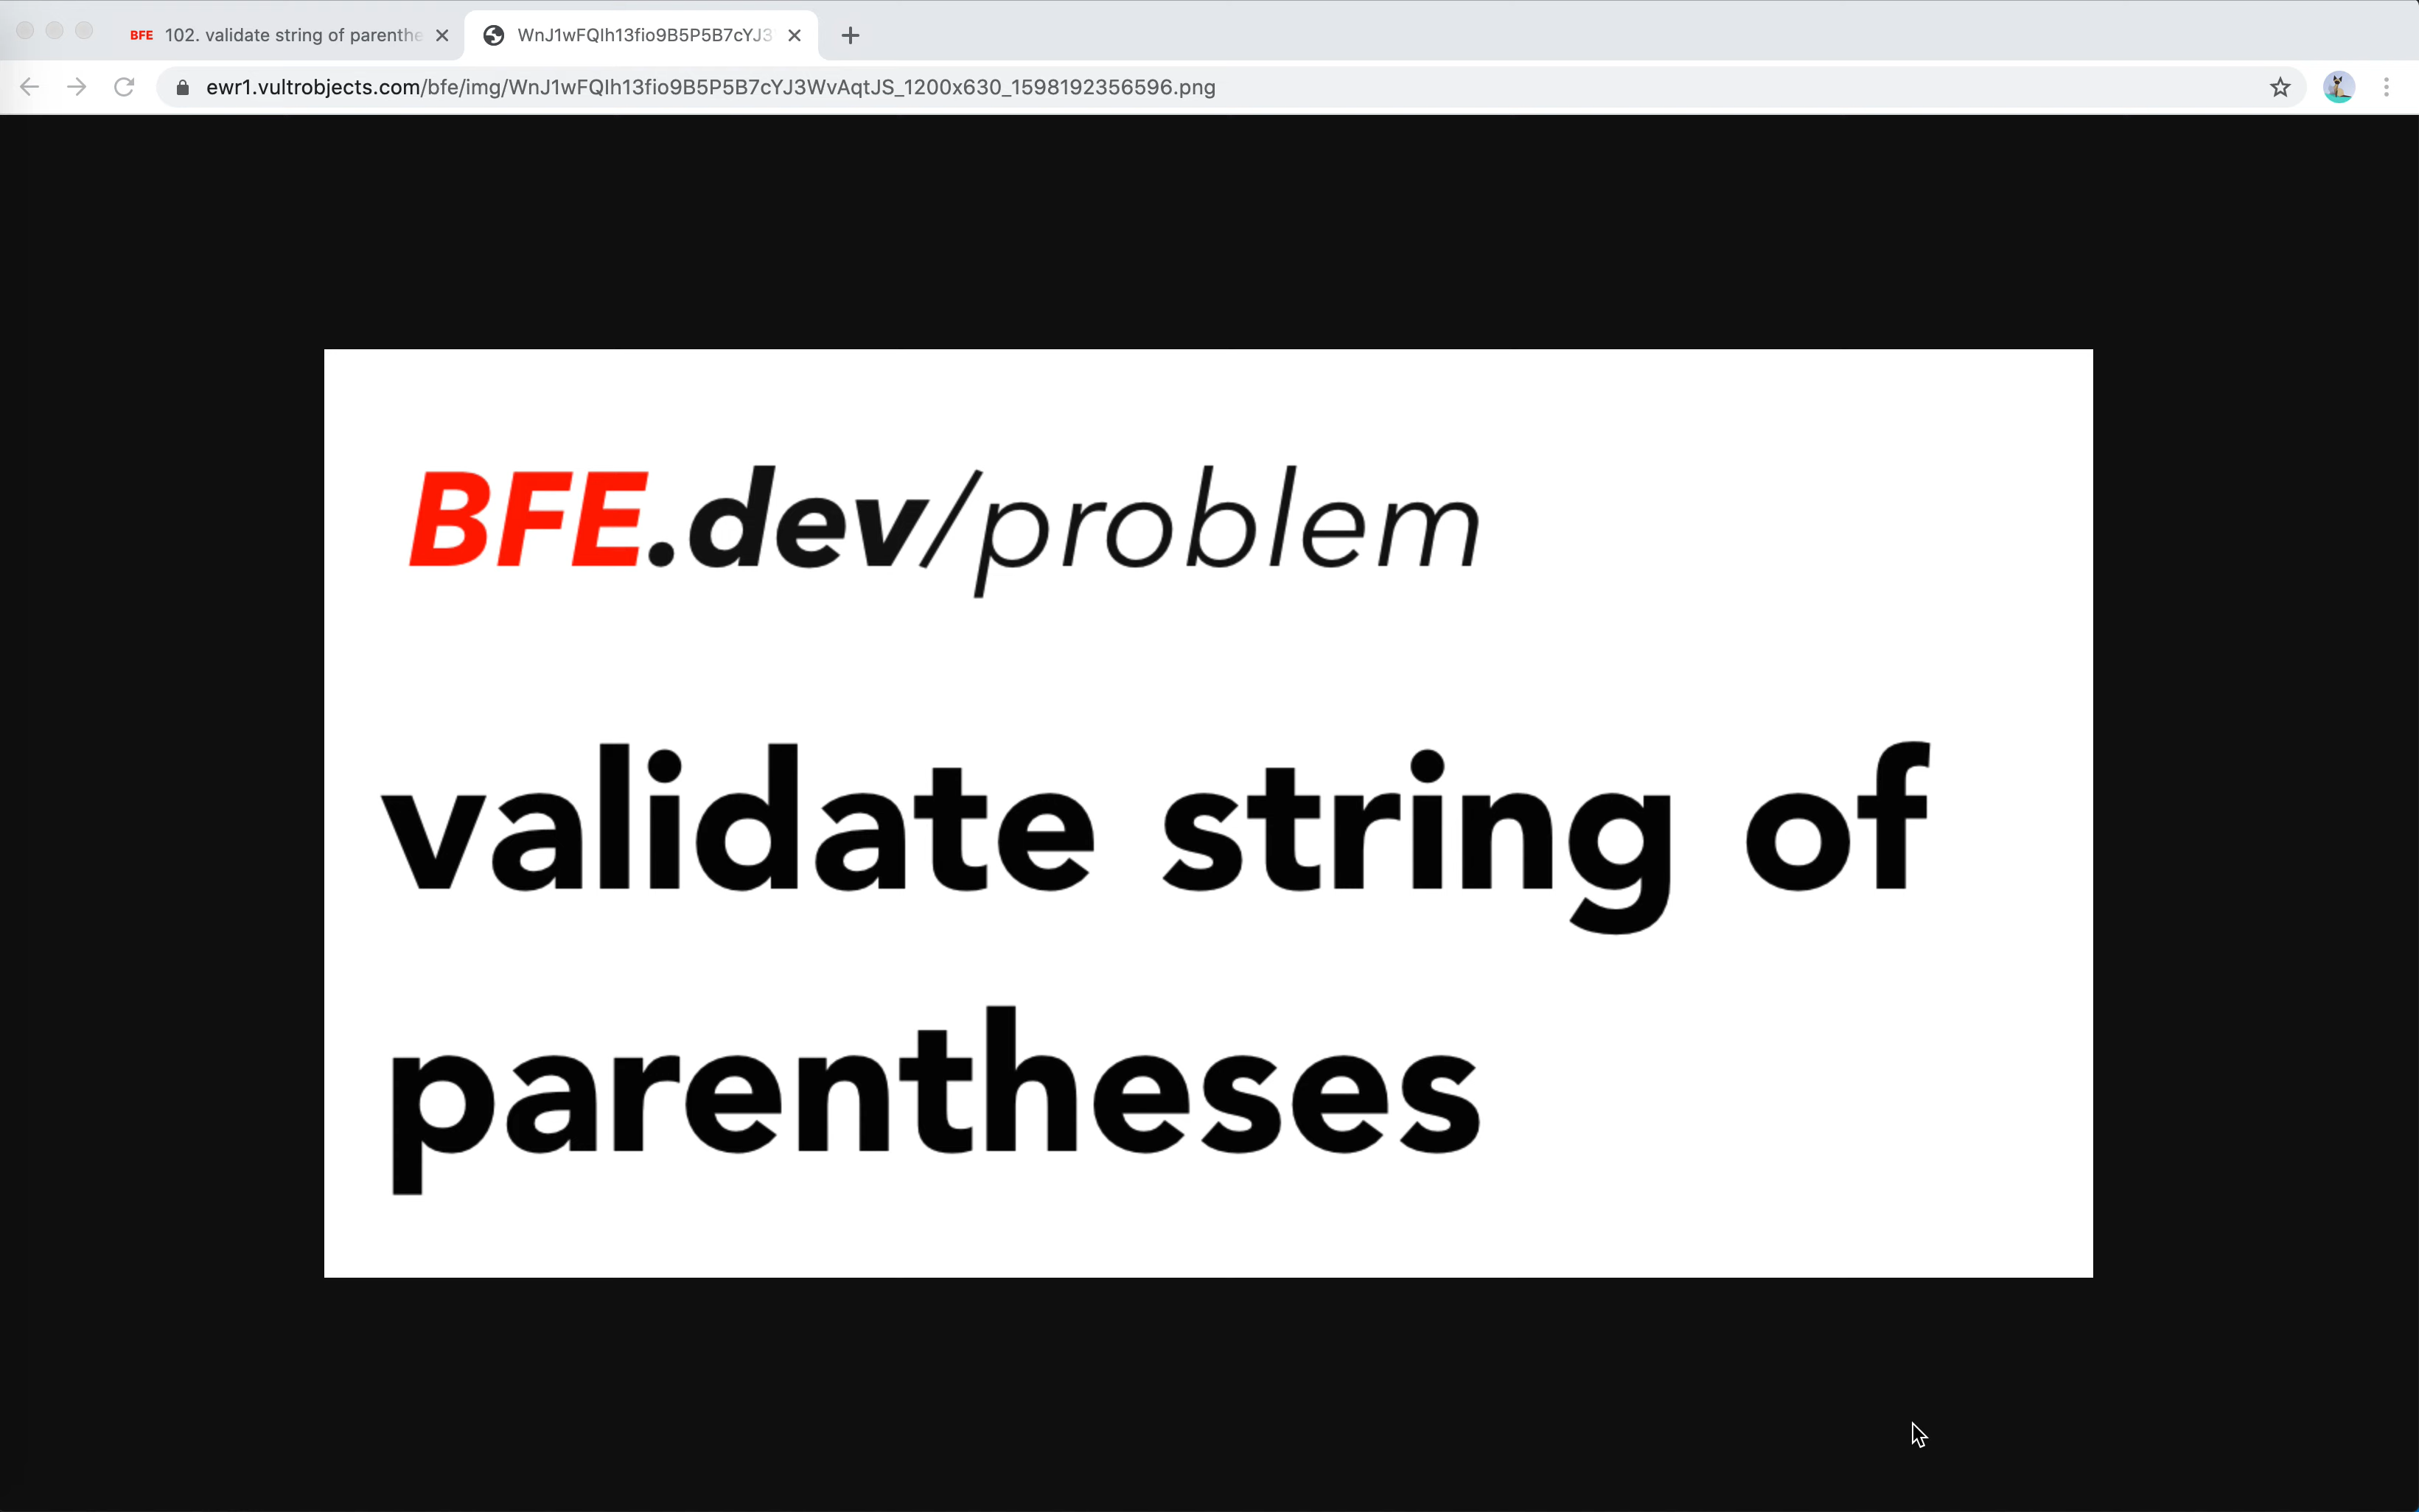 BFE 102. validate string of parenthe
WnJ1wFQIh13fio9B5P5B7cYJ3
ewr1.vultrobjects.com/bfe/img/WnJ1wFQIh13fio9B5P5B7cYJ3WvAqtJS_1200x630_1598192356596.png
BFE.dev/problem
validate string of
parentheses